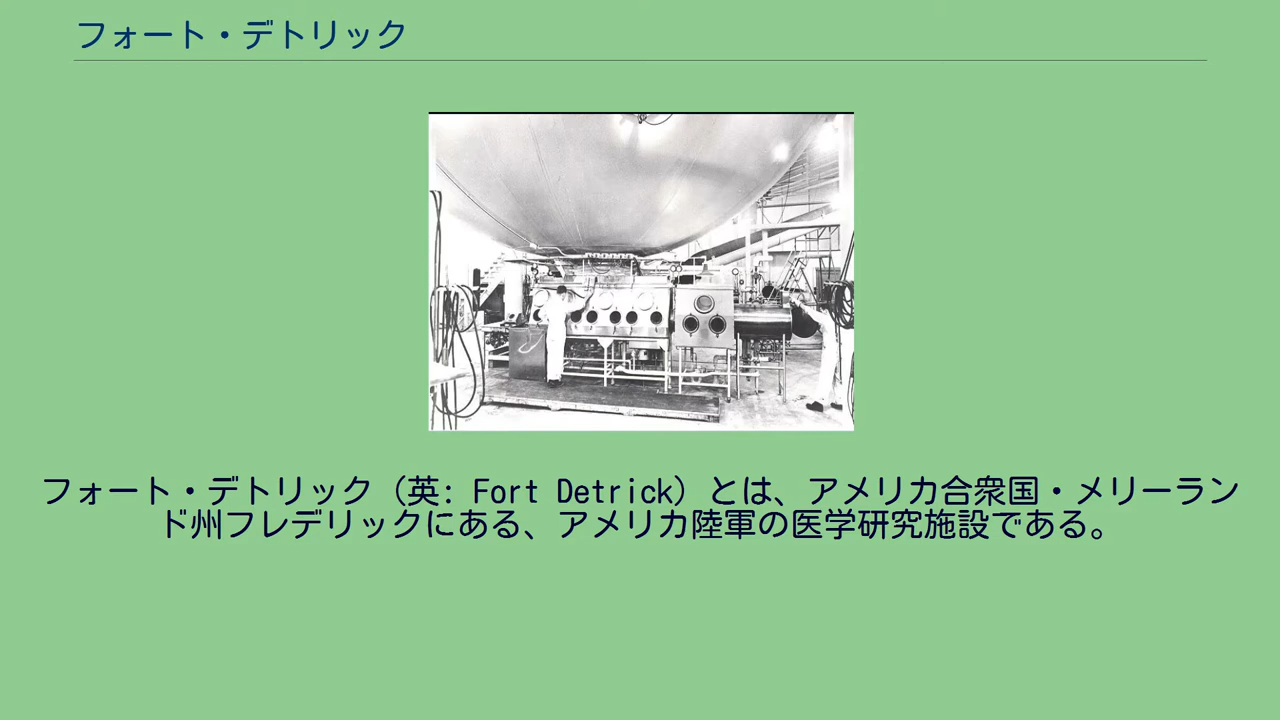 フォート・デトリック
フォート・デトリック（英: Fort Detrick）とは、アメリカ合衆国・メリーラン
ド州フレデリックにある、アメリカ陸軍の医学研究施設である。